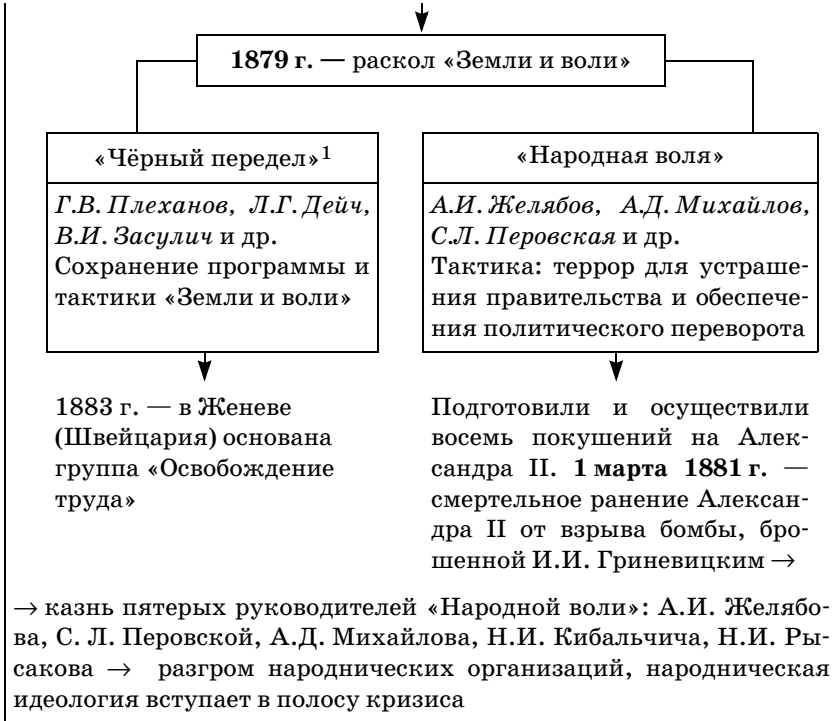 1879 г. — раскол «Земли и воли»
«Чёрный передел»1
Г.В. Плеханов, Л.Г. Дейч,
В.И. Засулич и др.
Сохранение программы и
тактики «Земли и воли»
«Народная воля»
А.И. Желябов, А.Д. Михайлов,
С.Л. Перовская и др.
Тактика: террор для устраше-
ния правительства и обеспече-
ния политического переворота
1883 г. — в Женеве
(Швейцария) основана
группа «Освобождение
труда»
Подготовили и осуществили
восемь покушений на Алек-
сандра II. 1 марта 1881 г. —
смертельное ранение Алексан-
дра II от взрыва бомбы, бро-
шенной И.И. Гриневицким →
→ казнь пятерых руководителей «Народной воли»: А.И. Желябо-
ва, С. Л. Перовской, А.Д. Михайлова, Н.И. Кибальчича, Н.И. Ры-
сакова → разгром народнических организаций, народническая
идеология вступает в полосу кризиса